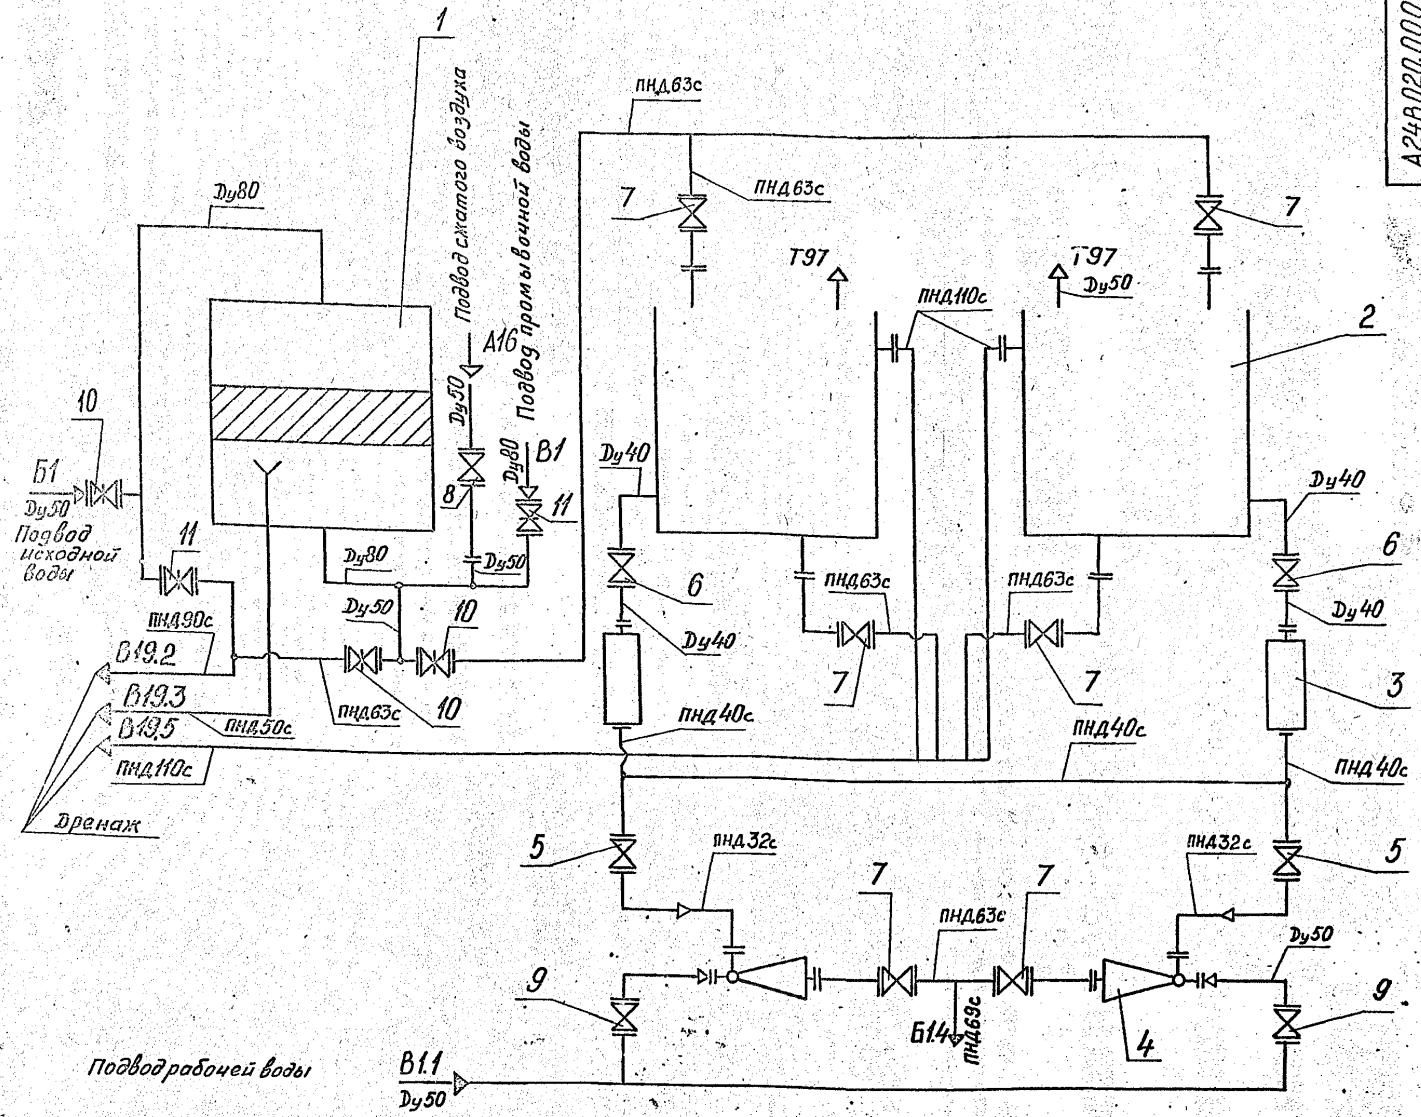 А24В020.000
1
ПНД63с
Подвод сжатого воздуха
Подвод промывочной воды
Ду80
7
ПНД63с
7
Т97
Т97
Ду50
ПНД110с
2
А16
Ду50
10
Ду80
В1
Ду40
Б1
Ду50
8
11
Ду40
Подвод
исходной
воды
11
Ду80
Ду50
6
ПНД63с
ПНД63с
6
Ду50
10
Ду40
Ду40
ПНД90с
В19.2
7
7
3
В19.3
ПНД50с
ПНД63с
10
ПНД40с
В19.5
ПНД40с
ПНД110с
ПНД40с
Дренаж
5
ПНД32с
ПНД32с
5
7
7
ПНД63с
Ду50
9
9
Б1.4
ПНД69с
4
Подвод рабочей воды
В1.1
Ду50